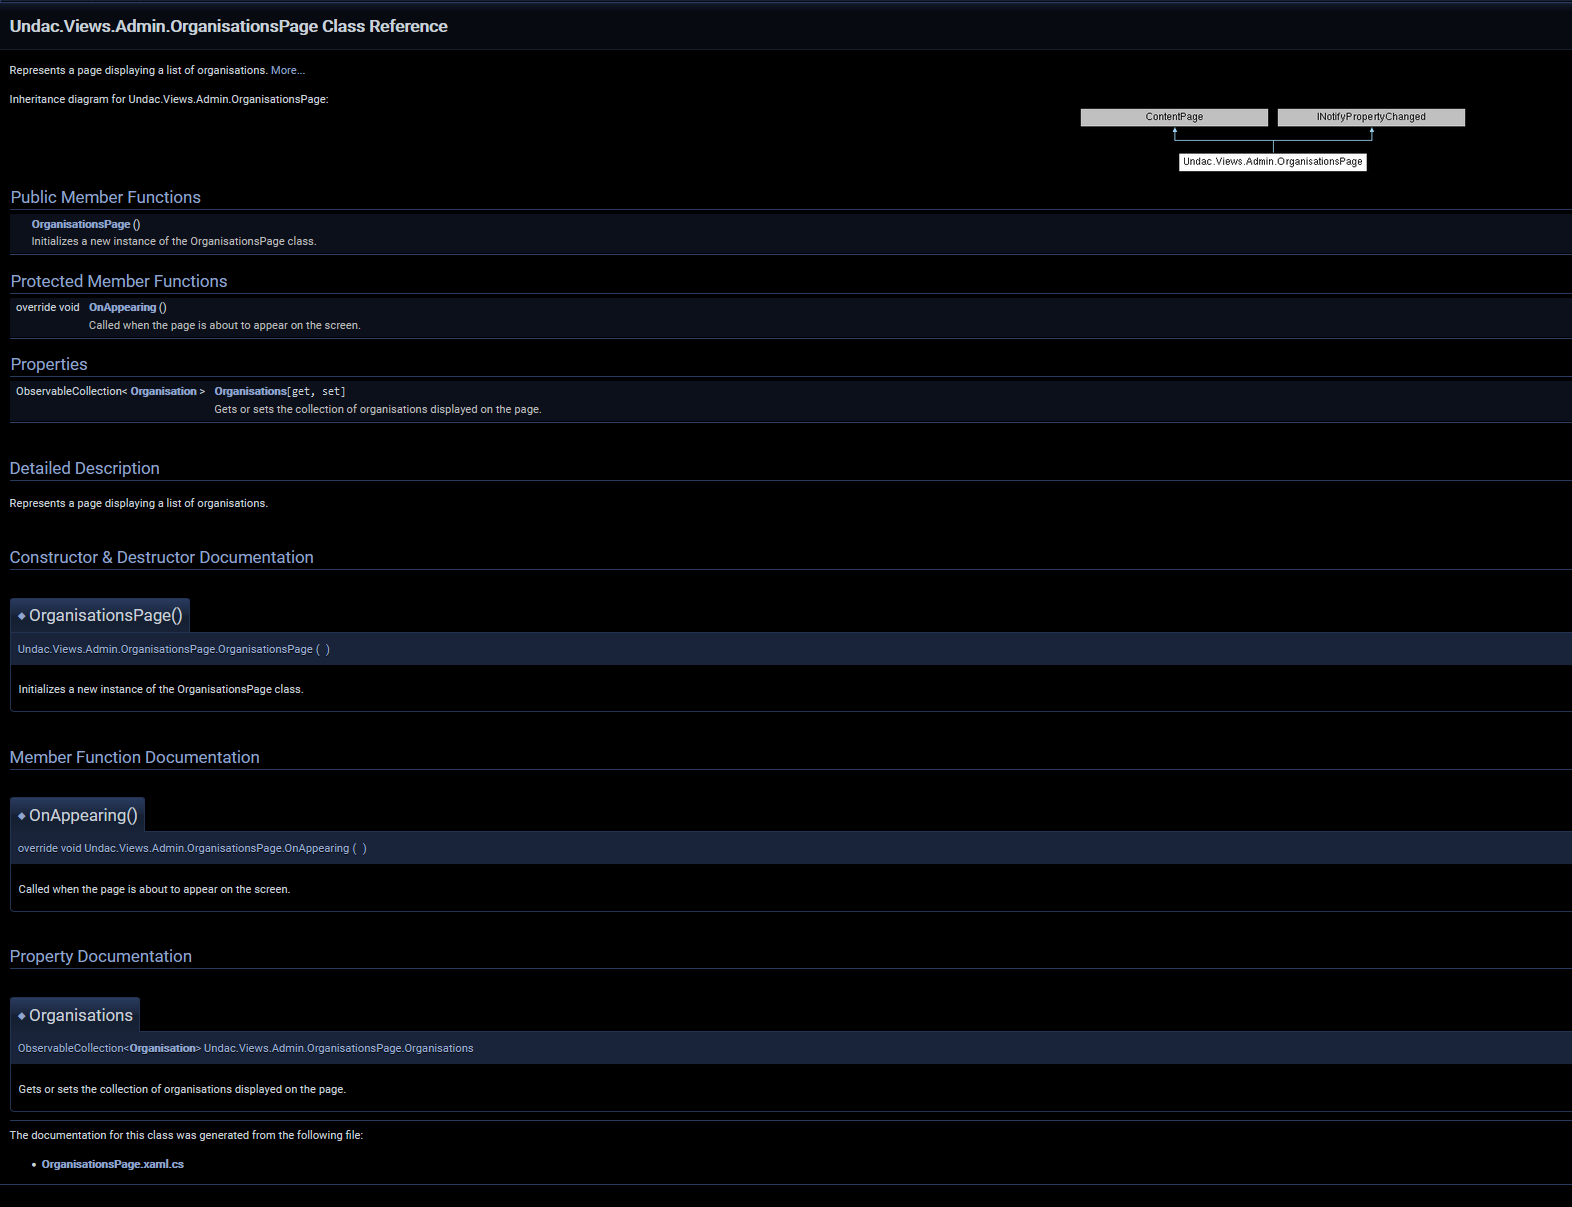 Undac.Views.Admin.OrganisationsPage Class Reference
Represents a page displaying a list of organisations. More...
Inheritance diagram for Undac.Views.Admin.OrganisationsPage:
ContentPage
INotifyPropertyChanged
Undac.Views.Admin.OrganisationsPage
Public Member Functions
OrganisationsPage ()
Initializes a new instance of the OrganisationsPage class.
Protected Member Functions
override void OnAppearing ()
Called when the page is about to appear on the screen.
Properties
ObservableCollection< Organisation > Organisations[get, set]
Gets or sets the collection of organisations displayed on the page.
Detailed Description
Represents a page displaying a list of organisations.
Constructor & Destructor Documentation
◆ OrganisationsPage()
Undac.Views.Admin.OrganisationsPage.OrganisationsPage ( )
Initializes a new instance of the OrganisationsPage class.
Member Function Documentation
◆ OnAppearing()
override void Undac.Views.Admin.OrganisationsPage.OnAppearing ( )
Called when the page is about to appear on the screen.
Property Documentation
◆ Organisations
ObservableCollection<Organisation> Undac.Views.Admin.OrganisationsPage.Organisations
Gets or sets the collection of organisations displayed on the page.
The documentation for this class was generated from the following file:
• OrganisationsPage.xaml.cs